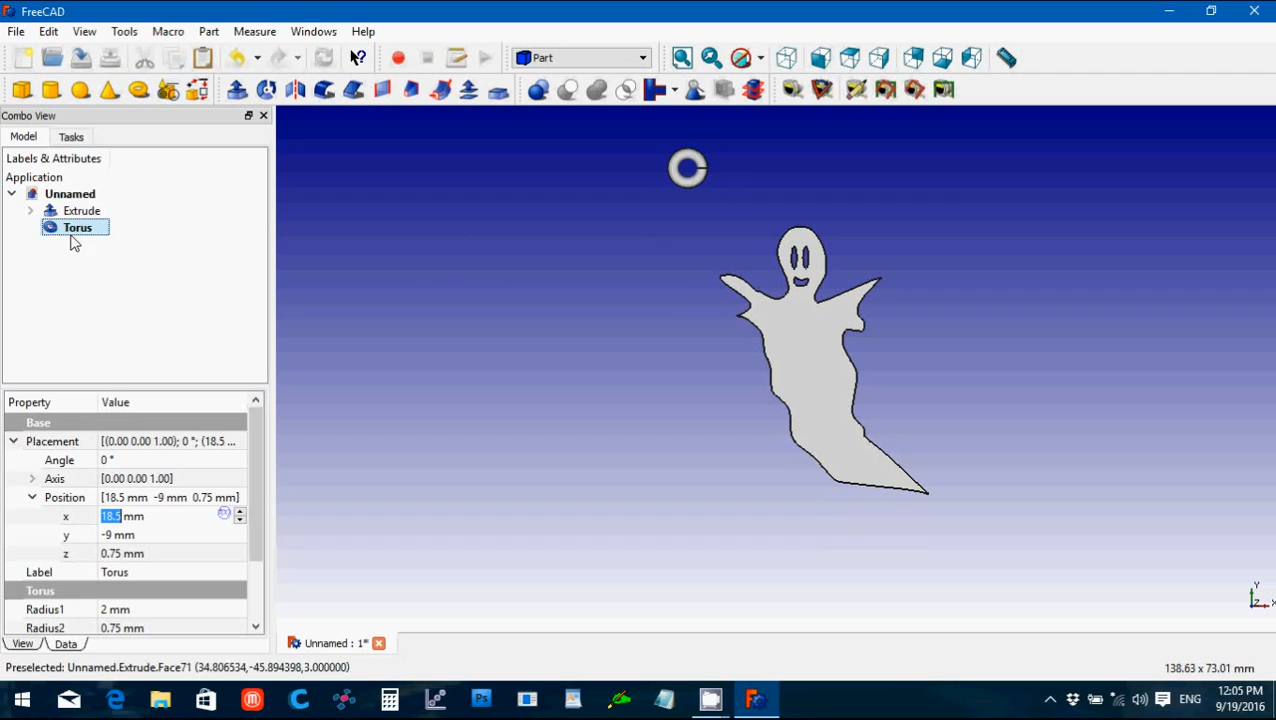 FreeCAD
File Edit View Tools Macro Part Measure Windows Help
Part
Combo View
Model Tasks
Labels & Attributes
Application
Unnamed
Extrude
Torus
Property Value
Base
Placement [(0.00 0.00 1.00); 0 °; (18.5 ...
Angle 0 °
Axis [0.00 0.00 1.00]
Position [18.5 mm -9 mm 0.75 mm]
x 18.5 mm
y -9 mm
z 0.75 mm
Label Torus
Torus
Radius1 2 mm
Radius2 0.75 mm
View Data
Unnamed : 1*
Y
Z
X
Preselected: Unnamed.Extrude.Face71 (34.806534,-45.894398,3.000000)
138.63 x 73.01 mm
ENG
12:05 PM
9/19/2016